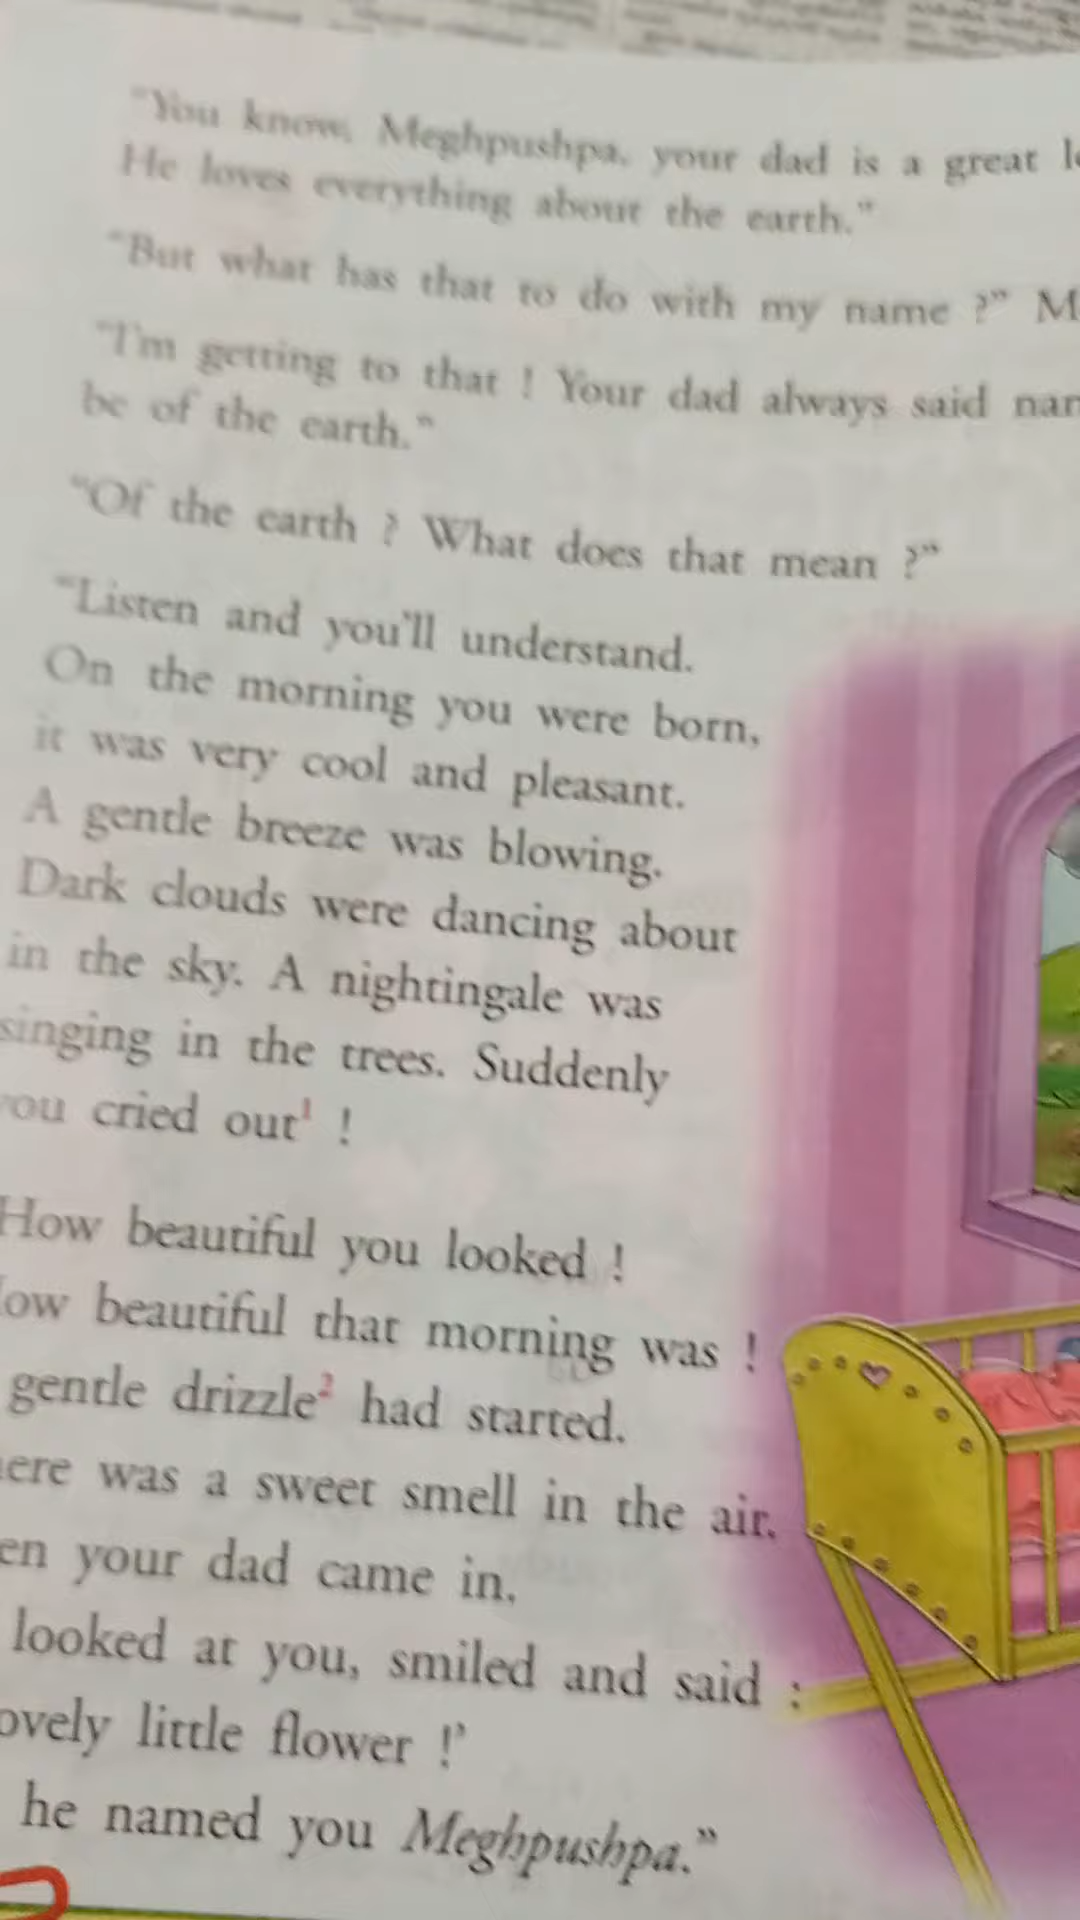 "You know, Meghpushpa, your dad is a great
He loves everything about the earth."
"But what has that to do with my name ?"
"I'm getting to that ! Your dad always said
be of the earth."
"Of the earth ? What does that mean ?"
"Listen and you'll understand.
On the morning you were born,
it was very cool and pleasant.
A gentle breeze was blowing.
Dark clouds were dancing about
in the sky. A nightingale was
singing in the trees. Suddenly
you cried out¹ !
How beautiful you looked !
How beautiful that morning was !
gentle drizzle² had started.
was a sweet smell in the air.
your dad came in,
looked at you, smiled and said :
little flower !'
he named you Meghpushpa."